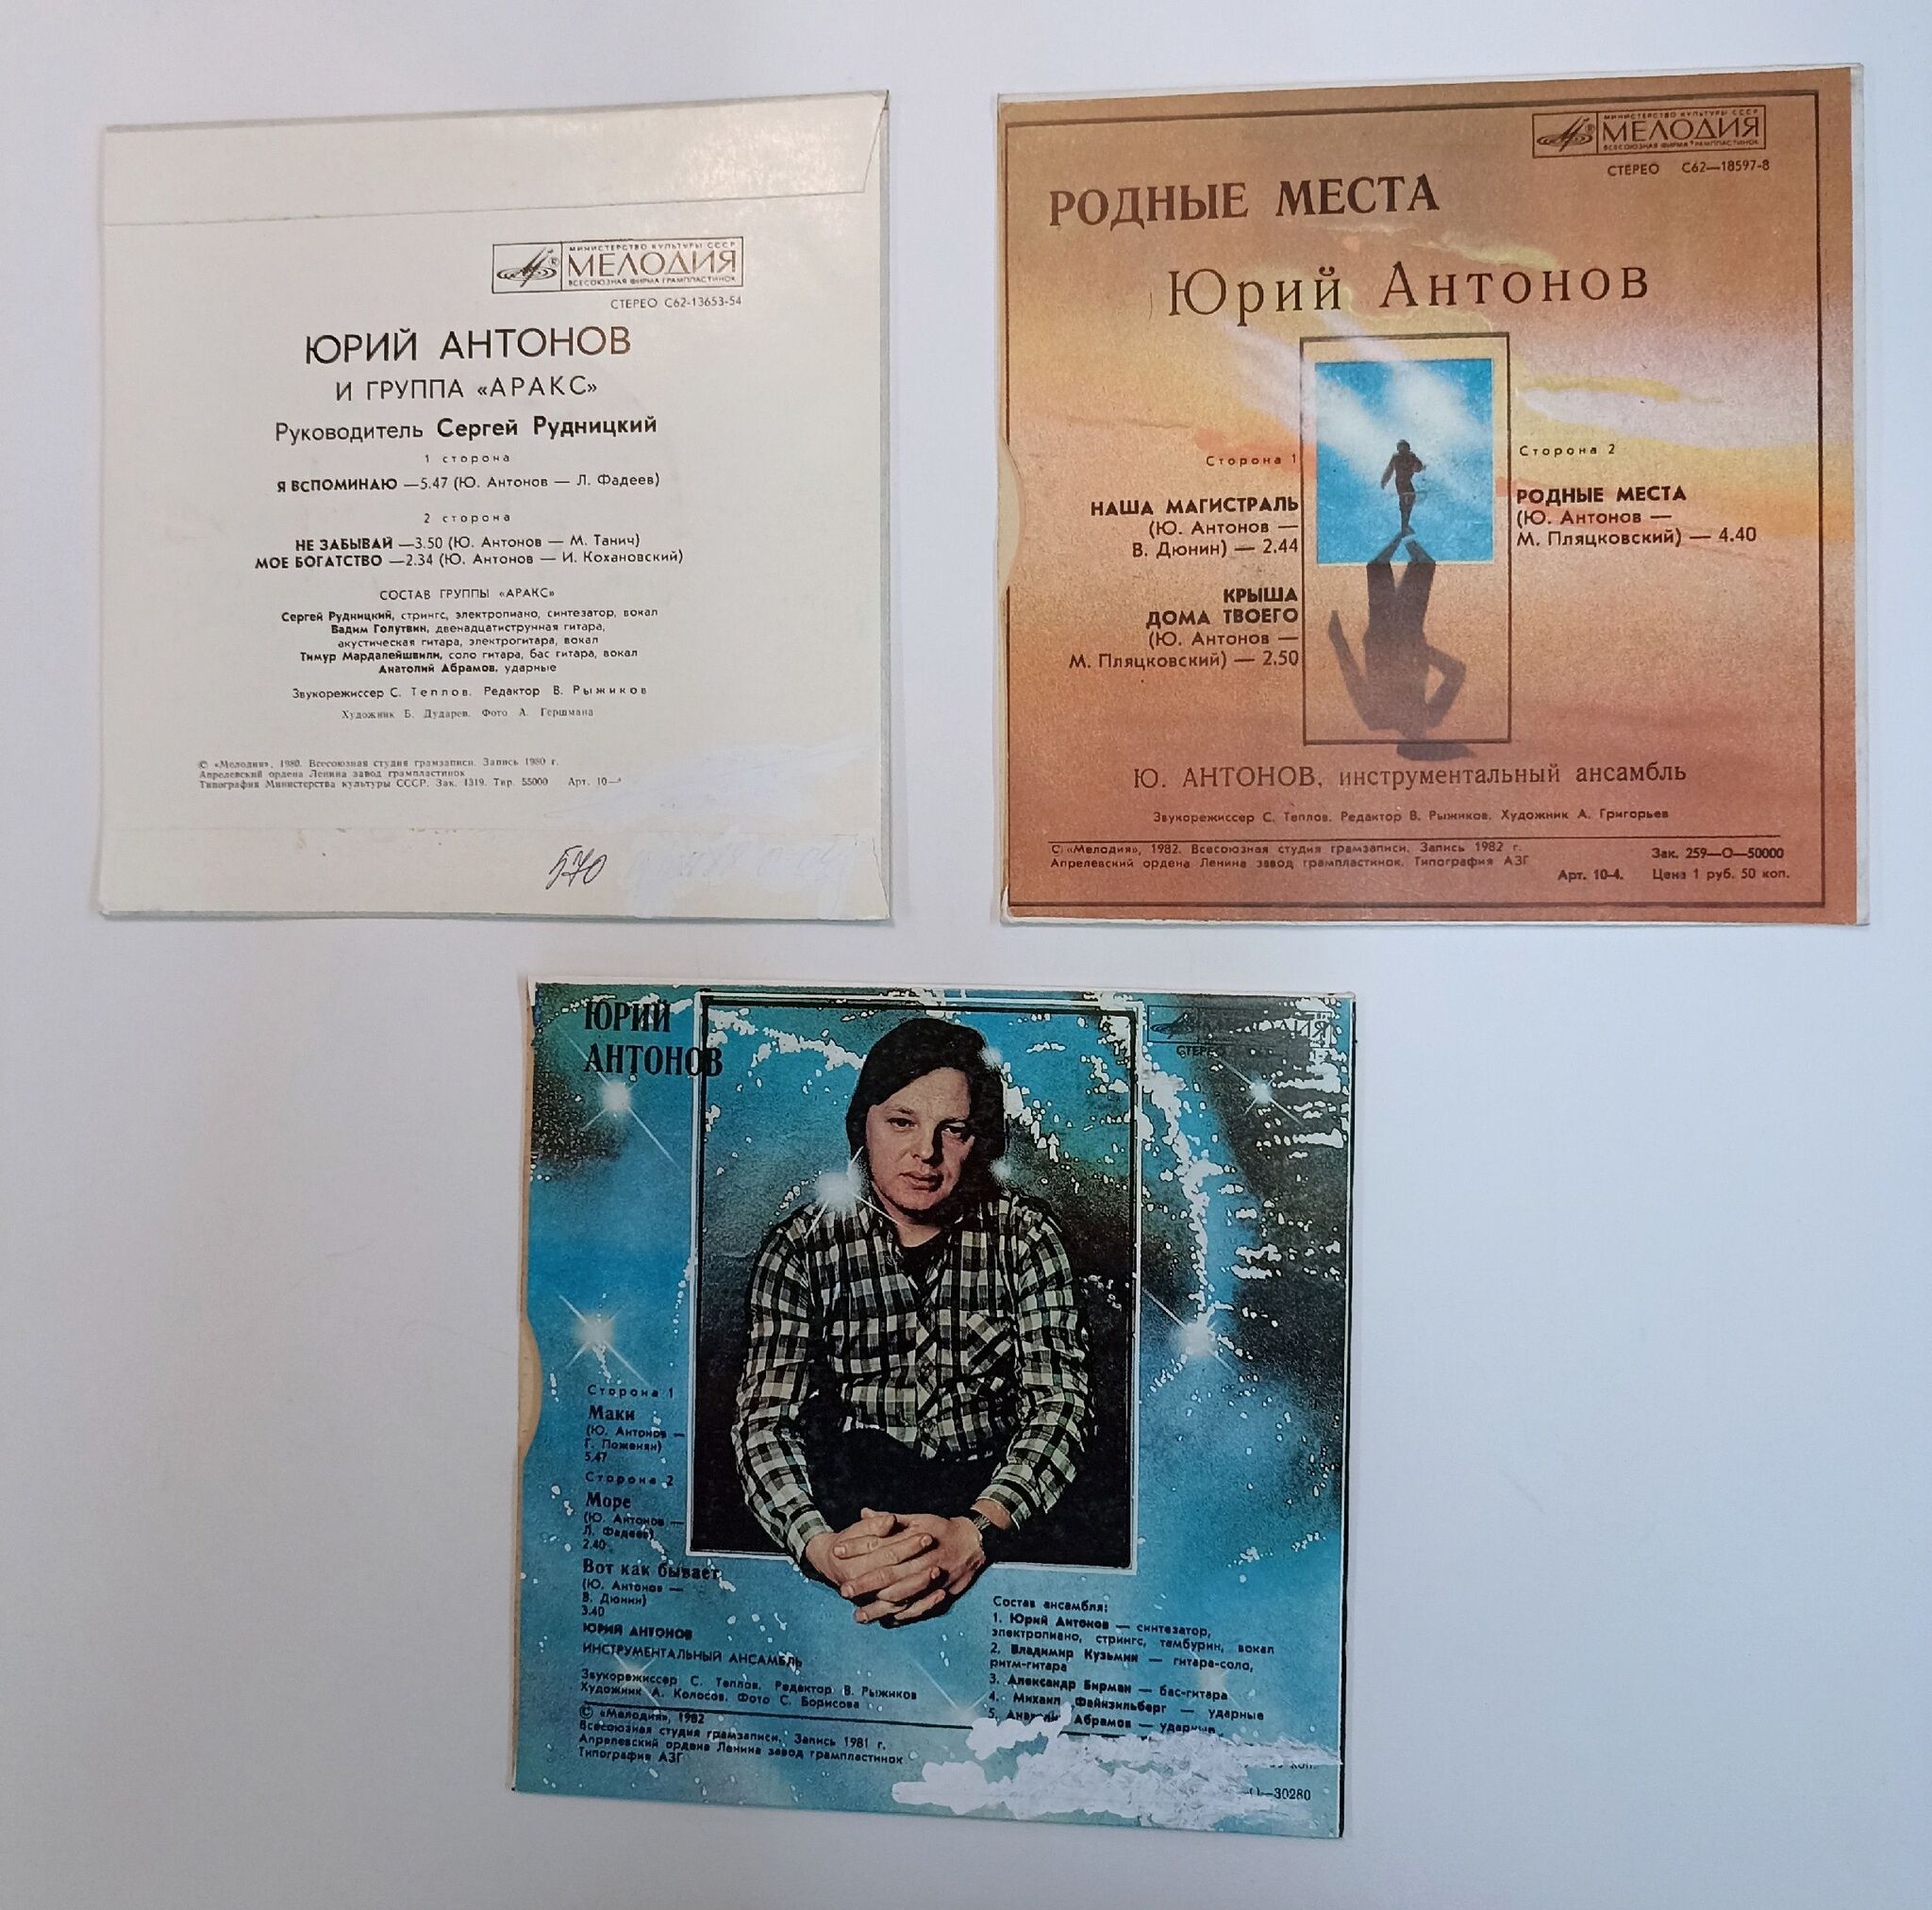 МИНИСТЕРСТВО КУЛЬТУРЫ СССР
МЕЛОДИЯ
ВСЕСОЮЗНАЯ ФИРМА ГРАМПЛАСТИНОК
СТЕРЕО С62-13653-54
ЮРИЙ АНТОНОВ
И ГРУППА «АРАКС»
Руководитель Сергей Рудницкий
1 сторона
Я ВСПОМИНАЮ —5.47 (Ю. Антонов — Л. Фадеев)
2 сторона
НЕ ЗАБЫВАЙ —3.50 (Ю. Антонов — М. Танич)
МОЕ БОГАТСТВО —2.34 (Ю. Антонов — И. Кохановский)
СОСТАВ ГРУППЫ «АРАКС»
Сергей Рудницкий, стрингс, электропиано, синтезатор, вокал
Вадим Голутвин, двенадцатиструнная гитара,
акустическая гитара, электрогитара, вокал
Тимур Мардалейшвили, соло гитара, бас гитара, вокал
Анатолий Абрамов, ударные
Звукорежиссер С. Теплов. Редактор В. Рыжиков
Художник Б. Дударев. Фото А. Гершмана
© «Мелодия», 1980. Всесоюзная студия грамзаписи. Запись 1980 г.
Апрелевский ордена Ленина завод грампластинок
Типография Министерства культуры СССР. Зак. 1319. Тир. 55000 Арт. 10—
570
МИНИСТЕРСТВО КУЛЬТУРЫ СССР
МЕЛОДИЯ
ВСЕСОЮЗНАЯ ФИРМА ГРАМПЛАСТИНОК
СТЕРЕО С62—18597-8
РОДНЫЕ МЕСТА
Юрий Антонов
Сторона 1
НАША МАГИСТРАЛЬ
(Ю. Антонов —
В. Дюнин) — 2.44
КРЫША
ДОМА ТВОЕГО
(Ю. Антонов —
М. Пляцковский) — 2.50
Сторона 2
РОДНЫЕ МЕСТА
(Ю. Антонов —
М. Пляцковский) — 4.40
Ю. АНТОНОВ, инструментальный ансамбль
Звукорежиссер С. Теплов. Редактор В. Рыжиков. Художник А. Григорьев
С «Мелодия», 1982. Всесоюзная студия грамзаписи. Запись 1982 г.
Апрелевский ордена Ленина завод грампластинок. Типография АЗГ
Зак. 259—О—50000
Арт. 10-4. Цена 1 руб. 50 коп.
ЮРИЙ
АНТОНОВ
СТЕРЕО
Сторона 1
Маки
(Ю. Антонов —
Г. Поженян)
5.47
Сторона 2
Море
(Ю. Антонов —
Л. Фадеев)
2.40
Вот как бывает
(Ю. Антонов —
В. Дюнин)
3.40
ЮРИЙ АНТОНОВ
ИНСТРУМЕНТАЛЬНЫЙ АНСАМБЛЬ
Звукорежиссер С. Теплов. Редактор В. Рыжиков
Художник А. Колосов. Фото С. Борисова
© «Мелодия», 1982
Всесоюзная студия грамзаписи. Запись 1981 г.
Апрелевский ордена Ленина завод грампластинок
Типография АЗГ
Состав ансамбля:
1. Юрий Антонов — синтезатор,
электропиано, стрингс, тамбурин, вокал
2. Владимир Кузьмин — гитара-соло,
ритм-гитара
3. Александр Бирман — бас-гитара
4. Михаил Файнзильберг — ударные
5. Анатолий Абрамов — ударные
коп.
—30280